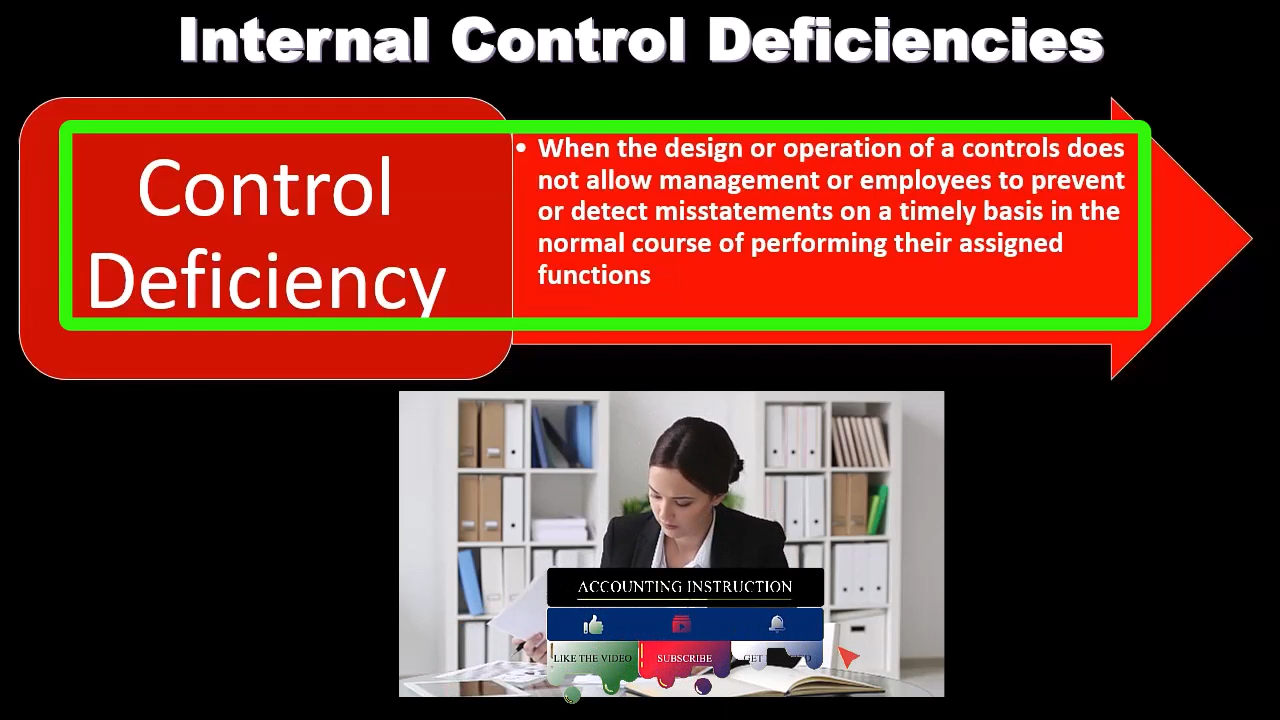 Internal Control Deficiencies
Control
Deficiency
• When the design or operation of a controls does
not allow management or employees to prevent
or detect misstatements on a timely basis in the
normal course of performing their assigned
functions
ACCOUNTING INSTRUCTION
LIKE THE VIDEO
SUBSCRIBE
GET